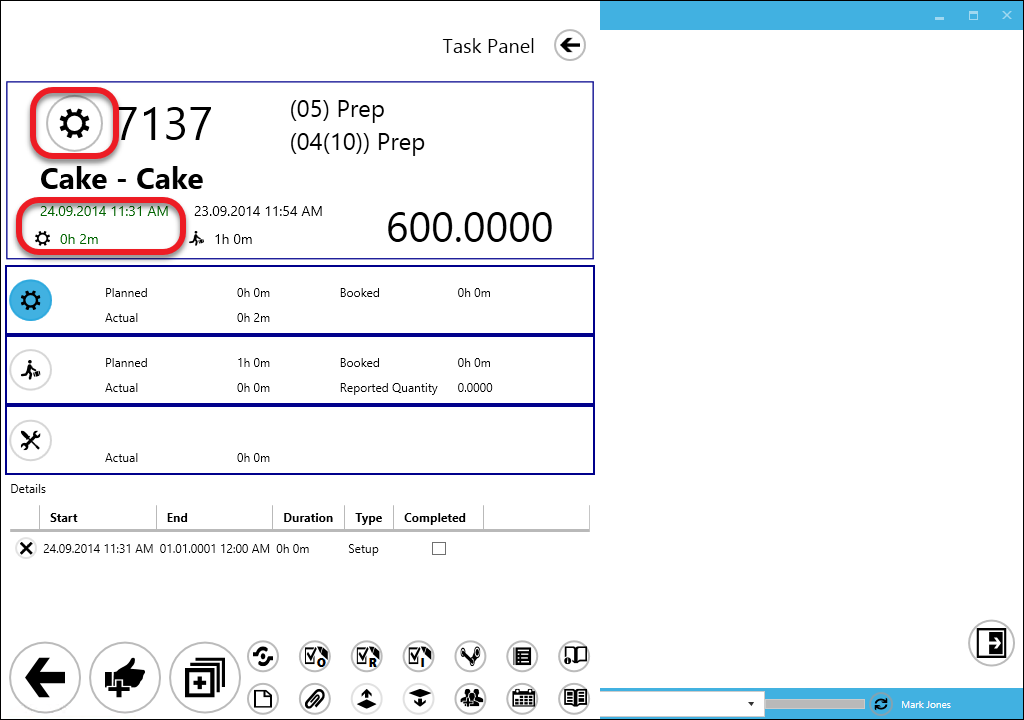 Task Panel
7137
(05) Prep
(04(10)) Prep
Cake - Cake
24.09.2014 11:31 AM 23.09.2014 11:54 AM
0h 2m 1h 0m
600.0000
Planned 0h 0m Booked 0h 0m
Actual 0h 2m
Planned 1h 0m Booked 0h 0m
Actual 0h 0m Reported Quantity 0.0000
Actual 0h 0m
Details
Start End Duration Type Completed
24.09.2014 11:31 AM 01.01.0001 12:00 AM 0h 0m Setup
O R I
Mark Jones